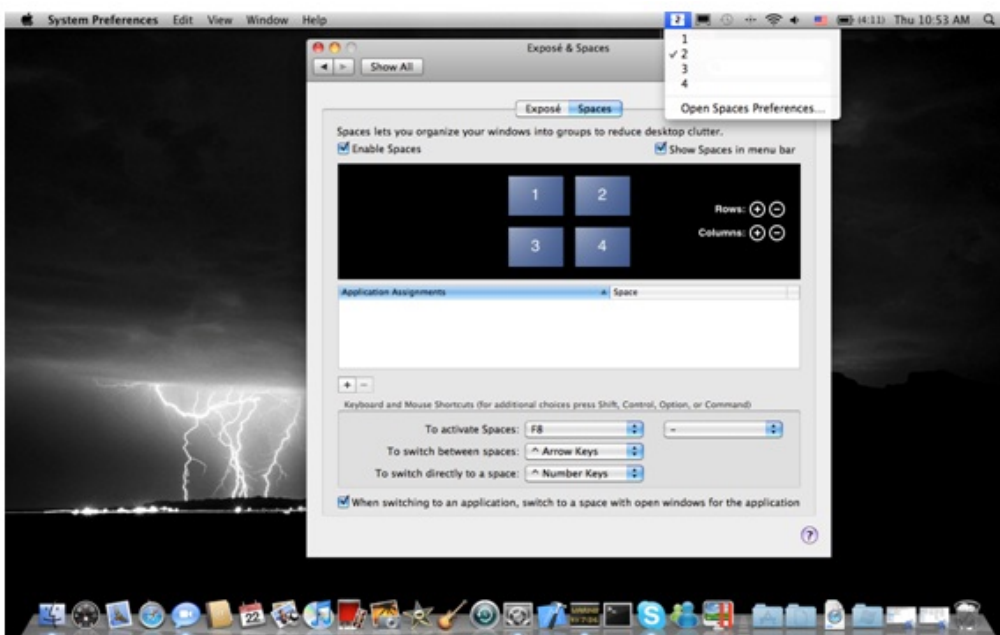 System Preferences Edit View Window Help 2 (4:11) Thu 10:53 AM
1
2
3
4
Open Spaces Preferences...
Exposé & Spaces
Show All
Exposé Spaces
Spaces lets you organize your windows into groups to reduce desktop clutter.
Enable Spaces Show Spaces in menu bar
1 2
Rows:
Columns:
3 4
Application Assignments Space
Keyboard and Mouse Shortcuts (for additional choices press Shift, Control, Option, or Command)
To activate Spaces: F8 -
To switch between spaces: ^ Arrow Keys
To switch directly to a space: ^ Number Keys
When switching to an application, switch to a space with open windows for the application
?
22